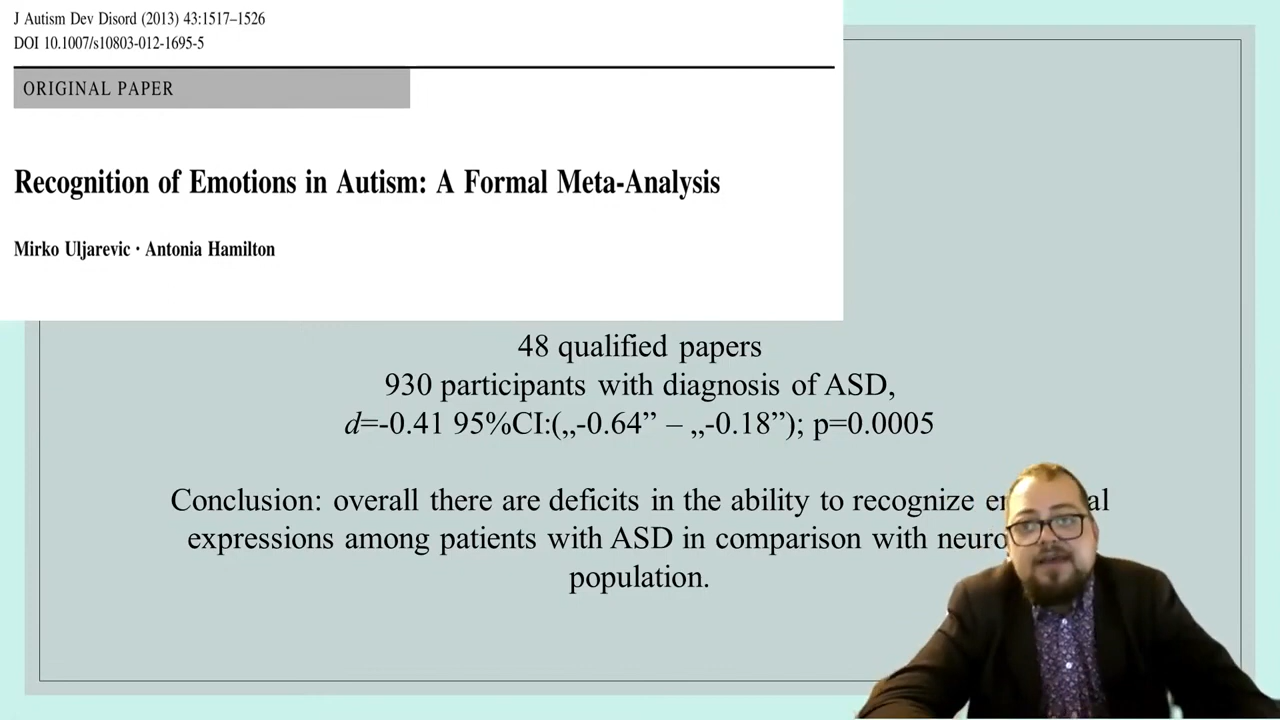 J Autism Dev Disord (2013) 43:1517–1526
DOI 10.1007/s10803-012-1695-5
ORIGINAL PAPER
Recognition of Emotions in Autism: A Formal Meta-Analysis
Mirko Uljarevic · Antonia Hamilton
48 qualified papers
930 participants with diagnosis of ASD,
d=-0.41 95%CI:(„-0.64” – „-0.18”); p=0.0005
Conclusion: overall there are deficits in the ability to recognize
expressions among patients with ASD in comparison with
population.